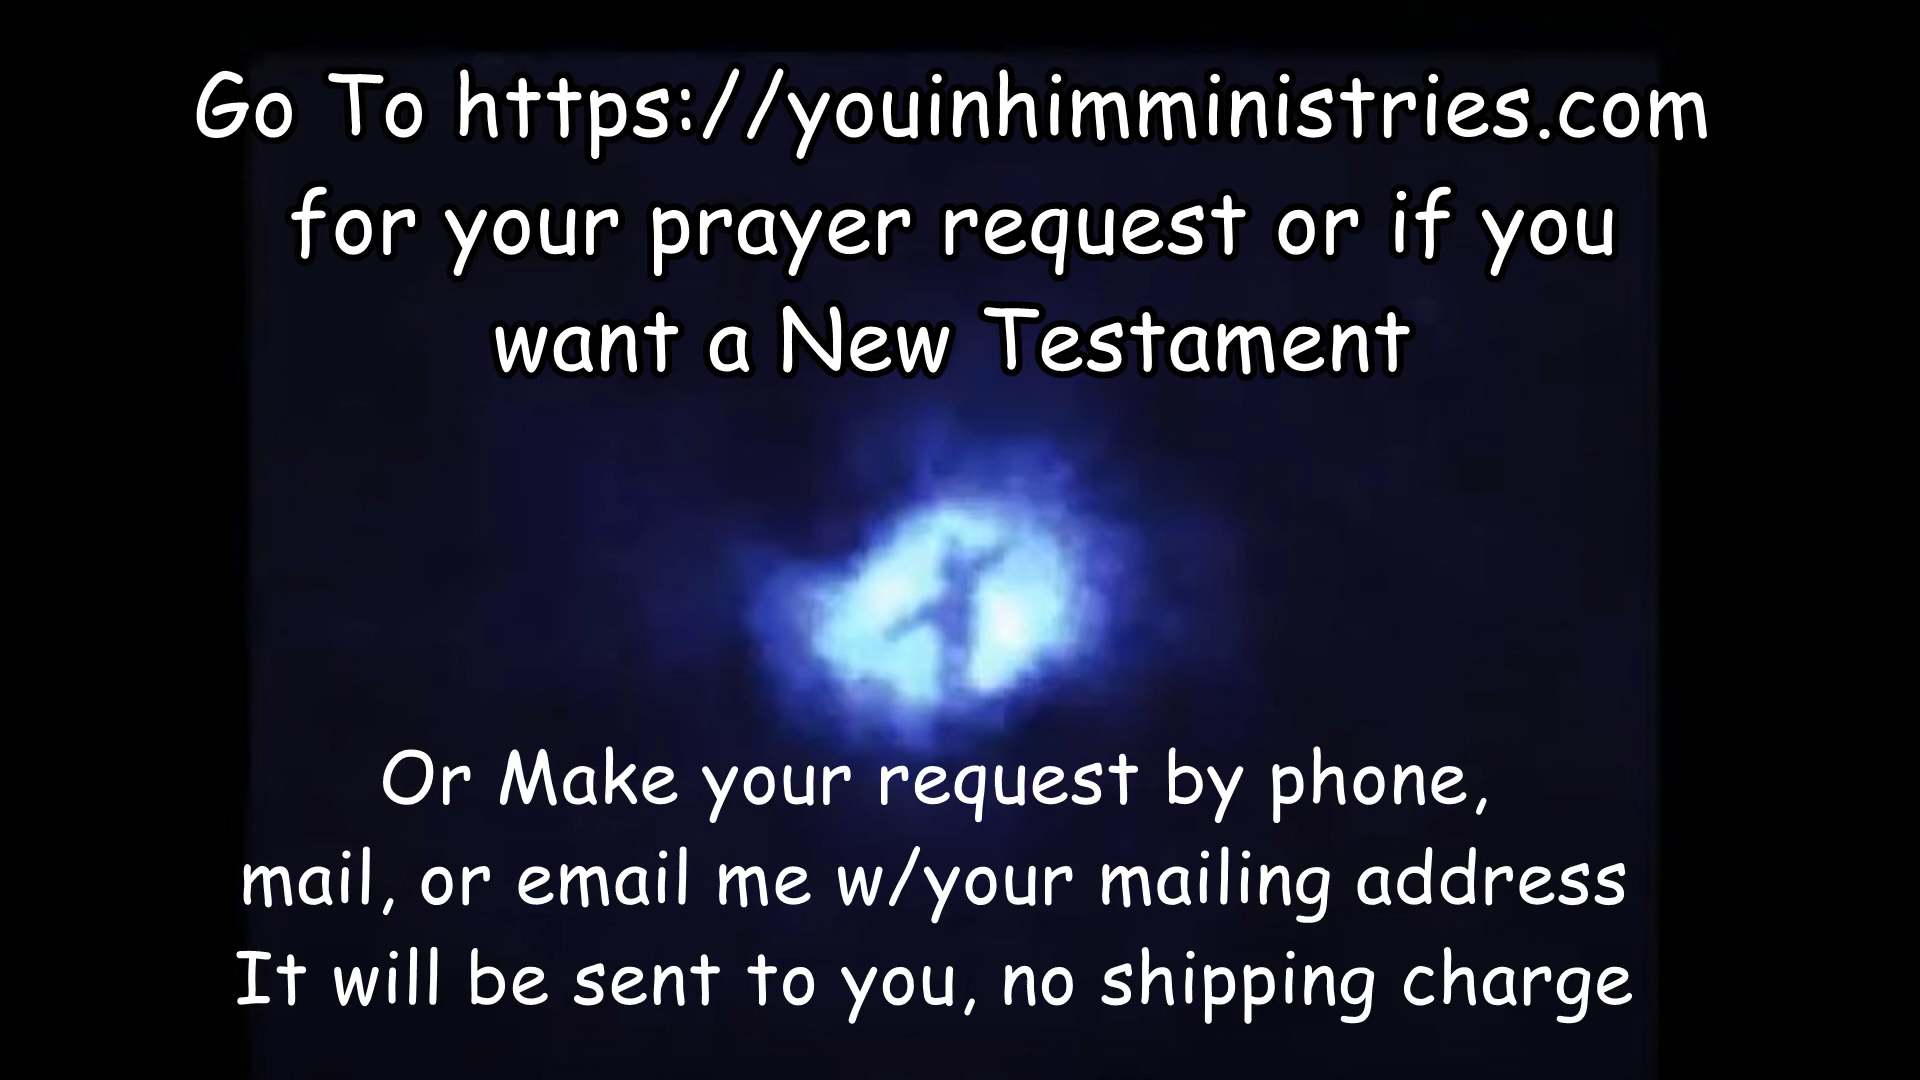 Go To https://youinhimministries.com
for your prayer request or if you
want a New Testament
Or Make your request by phone,
mail, or email me w/your mailing address
It will be sent to you, no shipping charge